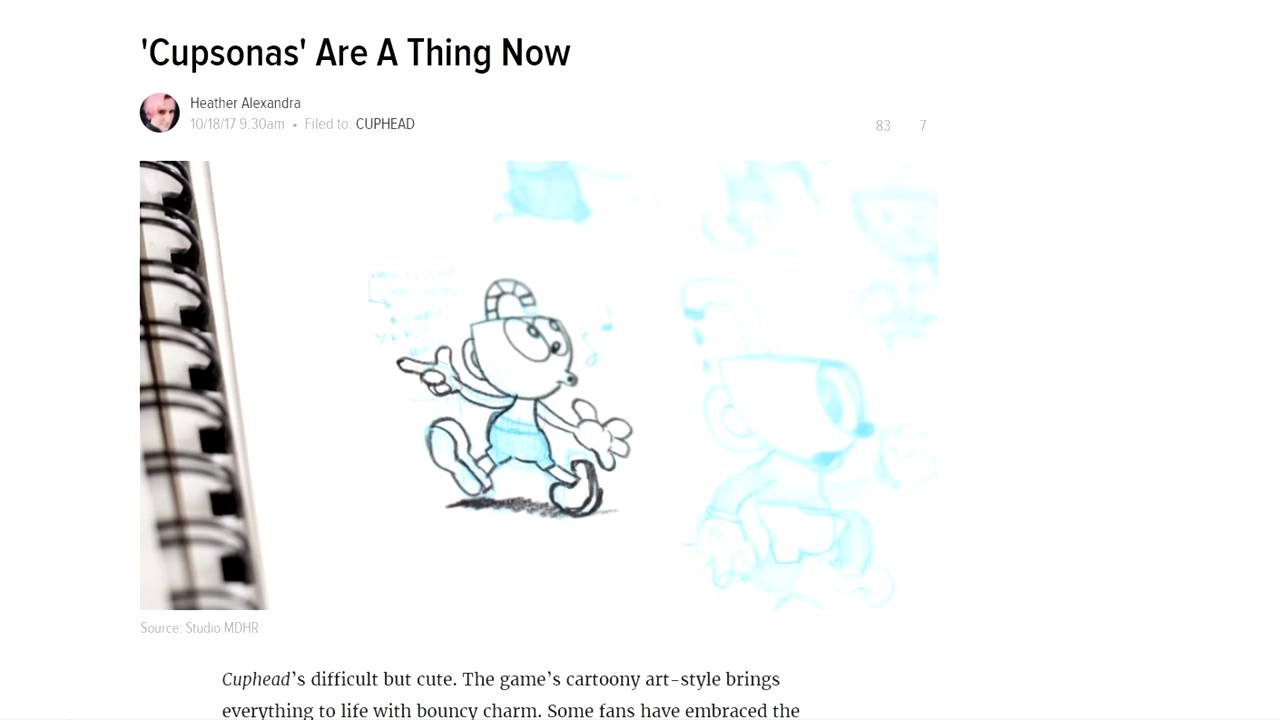 'Cupsonas' Are A Thing Now
Heather Alexandra
10/18/17 9:30am • Filed to: CUPHEAD
83 7
Source: Studio MDHR
Cuphead’s difficult but cute. The game’s cartoony art-style brings
everything to life with bouncy charm. Some fans have embraced the